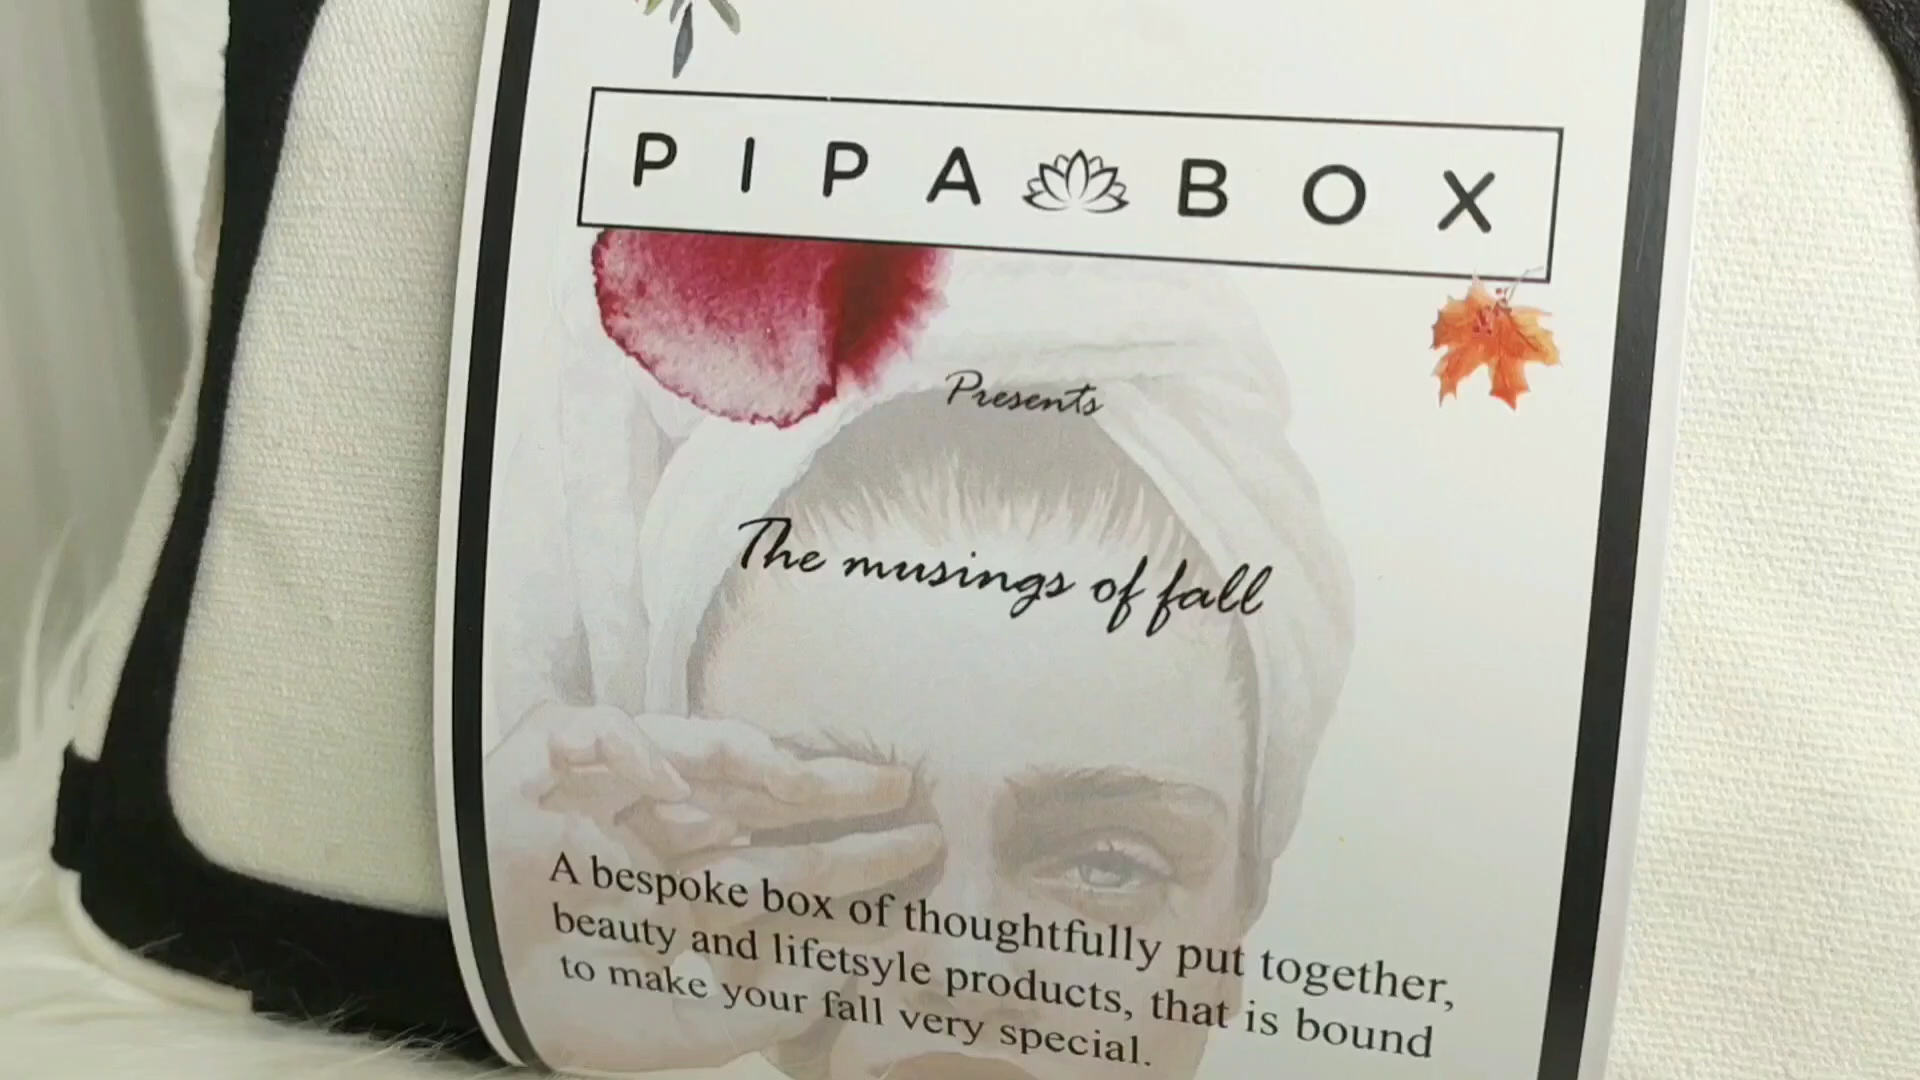 PIPA BOX
Presents
The musings of fall
A bespoke box of thoughtfully put together,
beauty and lifetsyle products, that is bound
to make your fall very special.